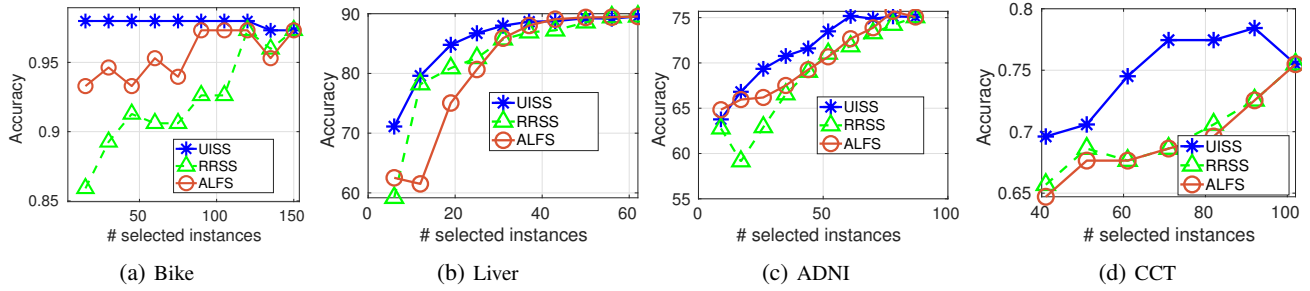 Accuracy
1
0.95
0.9
0.85
50
100
150
# selected instances
UISS
RRSS
ALFS
(a) Bike
Accuracy
90
80
70
60
0
20
40
60
# selected instances
UISS
RRSS
ALFS
(b) Liver
Accuracy
75
70
65
60
55
0
50
100
# selected instances
UISS
RRSS
ALFS
(c) ADNI
Accuracy
0.8
0.75
0.7
0.65
40
60
80
100
# selected instances
UISS
RRSS
ALFS
(d) CCT